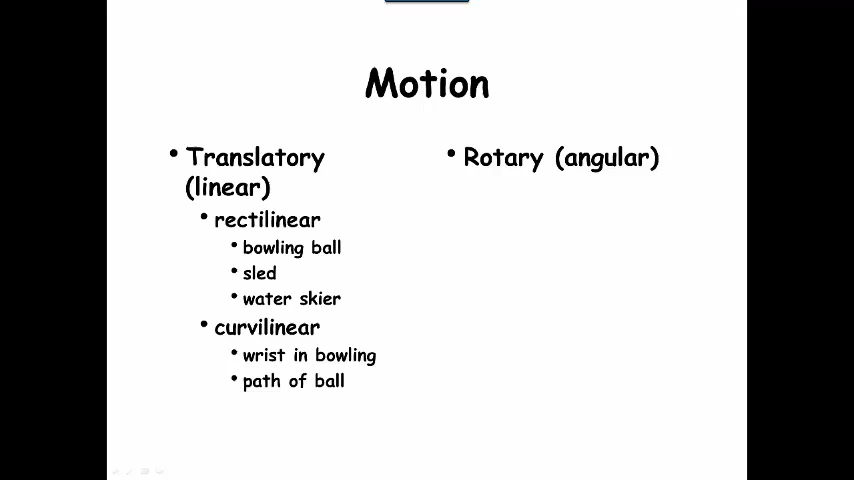 Motion
• Translatory
(linear)
• rectilinear
• bowling ball
• sled
• water skier
• curvilinear
• wrist in bowling
• path of ball
• Rotary (angular)